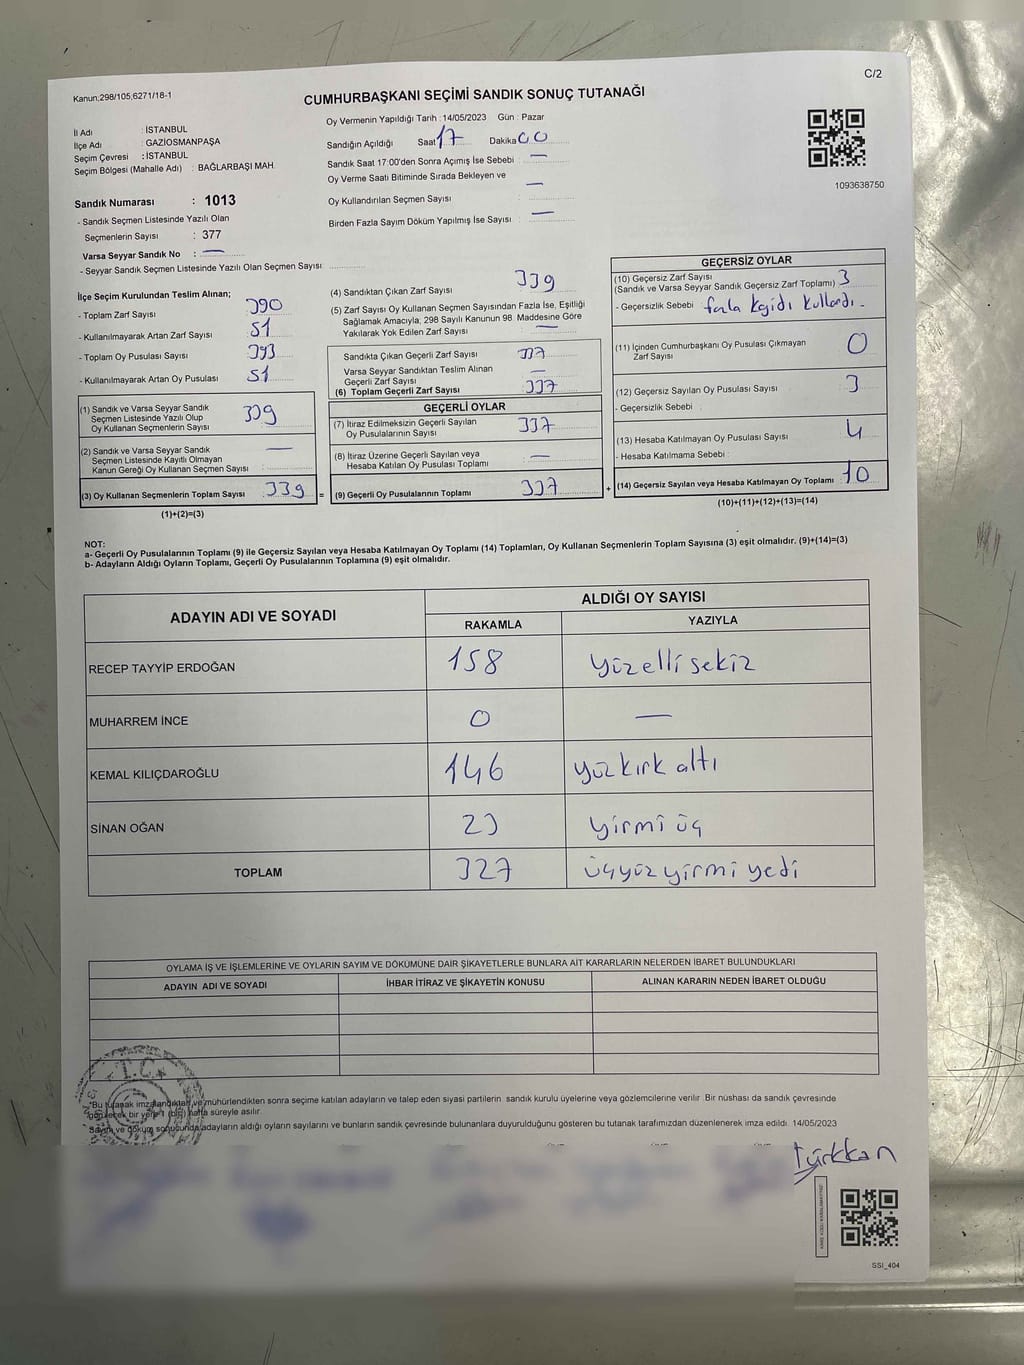 Kanun:298/105;6271/18-1
C/2
CUMHURBAŞKANI SEÇİMİ SANDIK SONUÇ TUTANAĞI
İl Adı : İSTANBUL
İlçe Adı : GAZİOSMANPAŞA
Seçim Çevresi : İSTANBUL
Seçim Bölgesi (Mahalle Adı) : BAĞLARBAŞI MAH.
Sandık Numarası : 1013
- Sandık Seçmen Listesinde Yazılı Olan
Seçmenlerin Sayısı : 377
Varsa Seyyar Sandık No : —
- Seyyar Sandık Seçmen Listesinde Yazılı Olan Seçmen Sayısı
Oy Vermenin Yapıldığı Tarih : 14/05/2023 Gün : Pazar
Sandığın Açıldığı Saat 17 Dakika 00
Sandık Saat 17:00'den Sonra Açımış İse Sebebi : —
Oy Verme Saati Bitiminde Sırada Bekleyen ve
Oy Kullandırılan Seçmen Sayısı : —
Birden Fazla Sayım Döküm Yapılmış İse Sayısı : —
1093638750
İlçe Seçim Kurulundan Teslim Alınan;
- Toplam Zarf Sayısı : 390
- Kullanılmayarak Artan Zarf Sayısı : 51
- Toplam Oy Pusulası Sayısı : 393
- Kullanılmayarak Artan Oy Pusulası : 51
(1) Sandık ve Varsa Seyyar Sandık
Seçmen Listesinde Yazılı Olup
Oy Kullanan Seçmenlerin Sayısı 339
(2) Sandık ve Varsa Seyyar Sandık
Seçmen Listesinde Kayıtlı Olmayan
Kanun Gereği Oy Kullanan Seçmen Sayısı : —
(3) Oy Kullanan Seçmenlerin Toplam Sayısı : 339 =
(1)+(2)=(3)
(4) Sandıktan Çıkan Zarf Sayısı : 339
(5) Zarf Sayısı Oy Kullanan Seçmen Sayısından Fazla İse, Eşitliği
Sağlamak Amacıyla; 298 Sayılı Kanunun 98. Maddesine Göre
Yakılarak Yok Edilen Zarf Sayısı : —
Sandıkta Çıkan Geçerli Zarf Sayısı : 337
Varsa Seyyar Sandıktan Teslim Alınan
Geçerli Zarf Sayısı : —
(6) Toplam Geçerli Zarf Sayısı : 337
GEÇERLİ OYLAR
(7) İtiraz Edilmeksizin Geçerli Sayılan
Oy Pusulalarının Sayısı : 337
(8) İtiraz Üzerine Geçerli Sayılan veya
Hesaba Katılan Oy Pusulası Toplamı : —
(9) Geçerli Oy Pusulalarının Toplamı : 337 +
GEÇERSİZ OYLAR
(10) Geçersiz Zarf Sayısı : 3
(Sandık ve Varsa Seyyar Sandık Geçersiz Zarf Toplamı)
- Geçersizlik Sebebi : fazla kağıdı kullandı.
(11) İçinden Cumhurbaşkanı Oy Pusulası Çıkmayan
Zarf Sayısı : 0
(12) Geçersiz Sayılan Oy Pusulası Sayısı : 3
- Geçersizlik Sebebi :
(13) Hesaba Katılmayan Oy Pusulası Sayısı : 4
- Hesaba Katılmama Sebebi :
(14) Geçersiz Sayılan veya Hesaba Katılmayan Oy Toplamı : 10
(10)+(11)+(12)+(13)=(14)
NOT:
a- Geçerli Oy Pusulalarının Toplamı (9) ile Geçersiz Sayılan veya Hesaba Katılmayan Oy Toplamı (14) Toplamları, Oy Kullanan Seçmenlerin Toplam Sayısına (3) eşit olmalıdır. (9)+(14)=(3)
b- Adayların Aldığı Oyların Toplamı, Geçerli Oy Pusulalarının Toplamına (9) eşit olmalıdır.
ADAYIN ADI VE SOYADI ALDIĞI OY SAYISI
RAKAMLA YAZIYLA
RECEP TAYYİP ERDOĞAN 158 yüzelli sekiz
MUHARREM İNCE 0 —
KEMAL KILIÇDAROĞLU 146 yüzkırk altı
SİNAN OĞAN 23 yirmi üç
TOPLAM 327 üçyüz yirmi yedi
OYLAMA İŞ VE İŞLEMLERİNE VE OYLARIN SAYIM VE DÖKÜMÜNE DAİR ŞİKAYETLERLE BUNLARA AİT KARARLARIN NELERDEN İBARET BULUNDUKLARI
ADAYIN ADI VE SOYADI İHBAR İTİRAZ VE ŞİKAYETİN KONUSU ALINAN KARARIN NEDEN İBARET OLDUĞU
T.C.
"Bu tutanak imzalandıktan ve mühürlendikten sonra seçime katılan adayların ve talep eden siyasi partilerin sandık kurulu üyelerine veya gözlemcilerine verilir .Bir nüshası da sandık çevresinde
görülecek bir yere 1 (bir) hafta süreyle asılır.
Sayım ve döküm sonucunda adayların aldığı oyların sayılarını ve bunların sandık çevresinde bulunanlara duyurulduğunu gösteren bu tutanak tarafımızdan düzenlenerek imza edildi. 14/05/2023
Türkkan
SSI_404